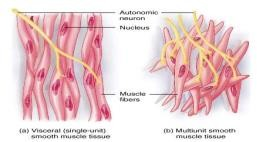 Autonomic
neuron
Nucleus
Muscle
fibers
(a) Visceral (single-unit)
smooth muscle tissue
(b) Multiunit smooth
muscle tissue